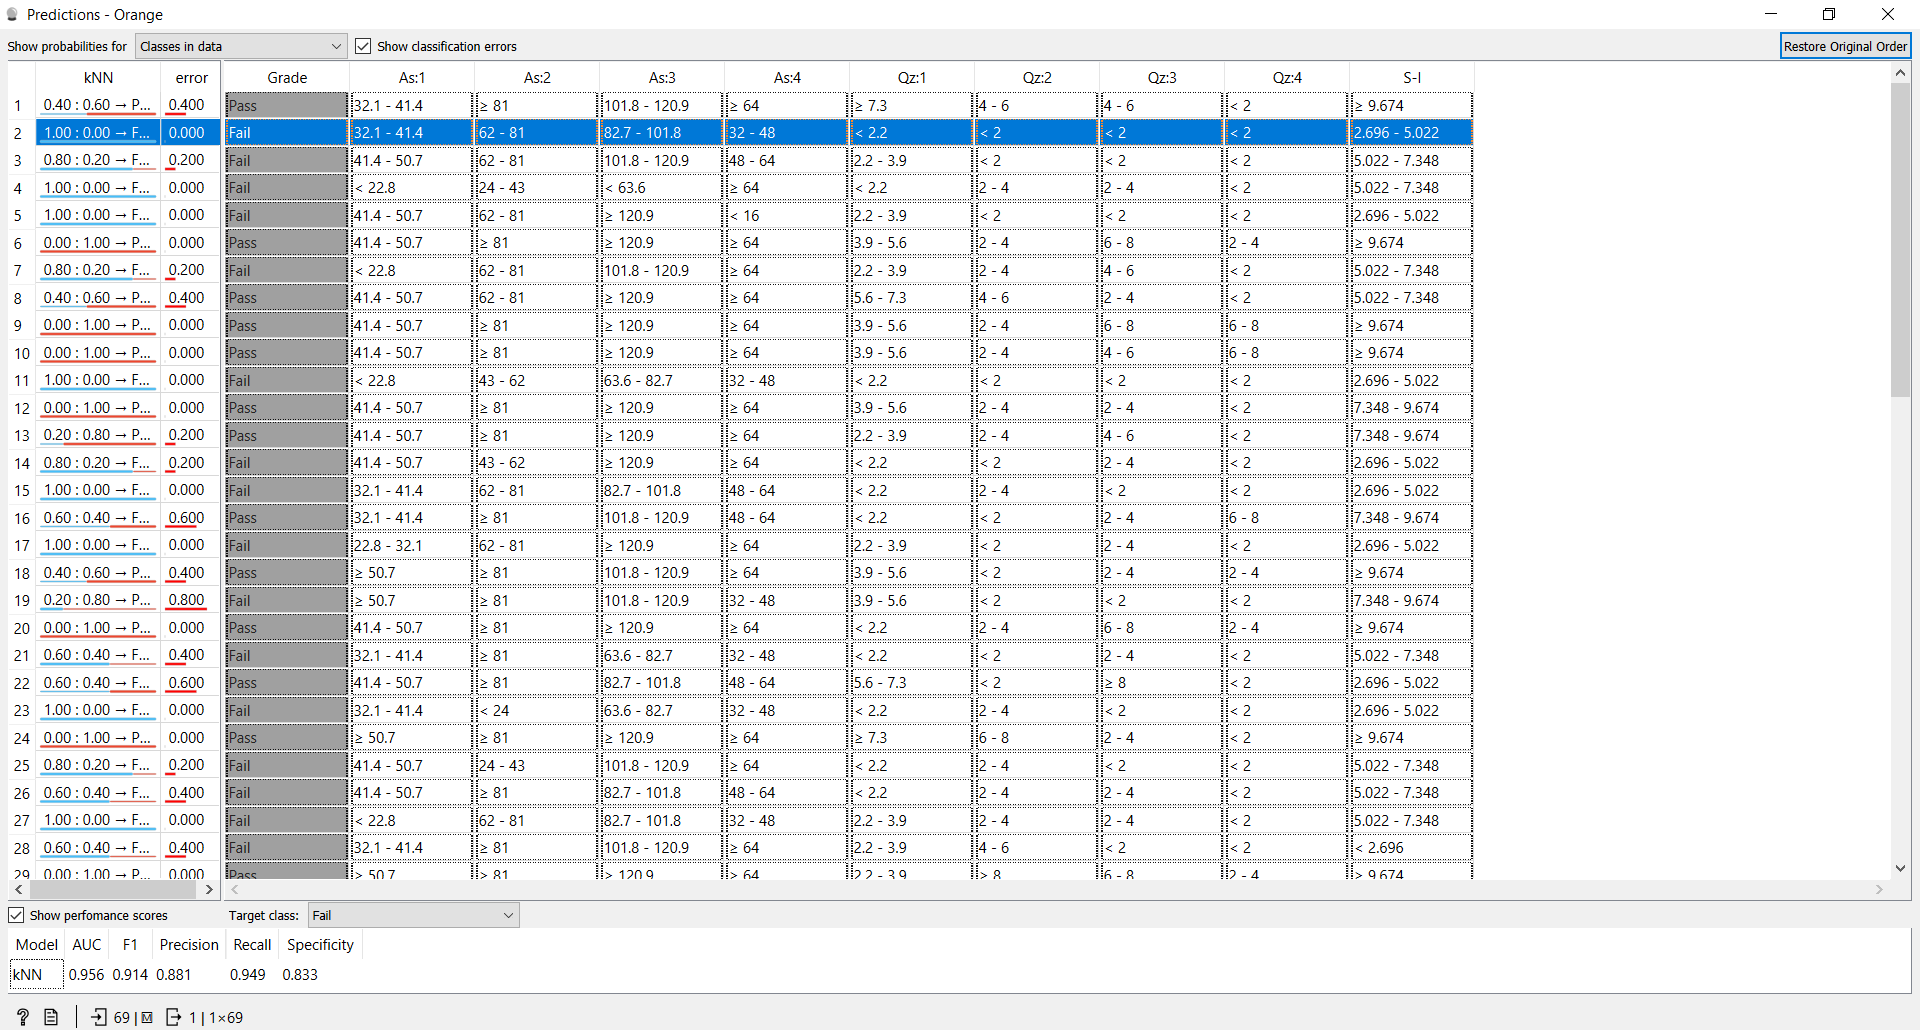 Predictions - Orange
Show probabilities for Classes in data Show classification errors Restore Original Order
kNN error Grade As:1 As:2 As:3 As:4 Qz:1 Qz:2 Qz:3 Qz:4 S-I
1 0.40 : 0.60 → P... 0.400 Pass 32.1 - 41.4 ≥ 81 101.8 - 120.9 ≥ 64 ≥ 7.3 4 - 6 4 - 6 < 2 ≥ 9.674
2 1.00 : 0.00 → F... 0.000 Fail 32.1 - 41.4 62 - 81 82.7 - 101.8 32 - 48 < 2.2 < 2 < 2 < 2 2.696 - 5.022
3 0.80 : 0.20 → F... 0.200 Fail 41.4 - 50.7 62 - 81 101.8 - 120.9 48 - 64 2.2 - 3.9 < 2 < 2 < 2 5.022 - 7.348
4 1.00 : 0.00 → F... 0.000 Fail < 22.8 24 - 43 < 63.6 ≥ 64 < 2.2 2 - 4 2 - 4 < 2 5.022 - 7.348
5 1.00 : 0.00 → F... 0.000 Fail 41.4 - 50.7 62 - 81 ≥ 120.9 < 16 2.2 - 3.9 < 2 < 2 < 2 2.696 - 5.022
6 0.00 : 1.00 → P... 0.000 Pass 41.4 - 50.7 ≥ 81 ≥ 120.9 ≥ 64 3.9 - 5.6 2 - 4 6 - 8 2 - 4 ≥ 9.674
7 0.80 : 0.20 → F... 0.200 Fail < 22.8 62 - 81 101.8 - 120.9 ≥ 64 2.2 - 3.9 2 - 4 4 - 6 < 2 5.022 - 7.348
8 0.40 : 0.60 → P... 0.400 Pass 41.4 - 50.7 62 - 81 ≥ 120.9 ≥ 64 5.6 - 7.3 4 - 6 2 - 4 < 2 5.022 - 7.348
9 0.00 : 1.00 → P... 0.000 Pass 41.4 - 50.7 ≥ 81 ≥ 120.9 ≥ 64 3.9 - 5.6 2 - 4 6 - 8 6 - 8 ≥ 9.674
10 0.00 : 1.00 → P... 0.000 Pass 41.4 - 50.7 ≥ 81 ≥ 120.9 ≥ 64 3.9 - 5.6 2 - 4 4 - 6 6 - 8 ≥ 9.674
11 1.00 : 0.00 → F... 0.000 Fail < 22.8 43 - 62 63.6 - 82.7 32 - 48 < 2.2 < 2 < 2 < 2 2.696 - 5.022
12 0.00 : 1.00 → P... 0.000 Pass 41.4 - 50.7 ≥ 81 ≥ 120.9 ≥ 64 3.9 - 5.6 2 - 4 2 - 4 < 2 7.348 - 9.674
13 0.20 : 0.80 → P... 0.200 Pass 41.4 - 50.7 ≥ 81 ≥ 120.9 ≥ 64 2.2 - 3.9 2 - 4 4 - 6 < 2 7.348 - 9.674
14 0.80 : 0.20 → F... 0.200 Fail 41.4 - 50.7 43 - 62 ≥ 120.9 ≥ 64 < 2.2 < 2 2 - 4 < 2 2.696 - 5.022
15 1.00 : 0.00 → F... 0.000 Fail 32.1 - 41.4 62 - 81 82.7 - 101.8 48 - 64 < 2.2 2 - 4 < 2 < 2 2.696 - 5.022
16 0.60 : 0.40 → F... 0.600 Pass 32.1 - 41.4 ≥ 81 101.8 - 120.9 48 - 64 < 2.2 < 2 2 - 4 6 - 8 7.348 - 9.674
17 1.00 : 0.00 → F... 0.000 Fail 22.8 - 32.1 62 - 81 ≥ 120.9 ≥ 64 2.2 - 3.9 < 2 2 - 4 < 2 2.696 - 5.022
18 0.40 : 0.60 → P... 0.400 Pass ≥ 50.7 ≥ 81 101.8 - 120.9 ≥ 64 3.9 - 5.6 < 2 2 - 4 2 - 4 ≥ 9.674
19 0.20 : 0.80 → P... 0.800 Fail ≥ 50.7 ≥ 81 101.8 - 120.9 32 - 48 3.9 - 5.6 < 2 < 2 < 2 7.348 - 9.674
20 0.00 : 1.00 → P... 0.000 Pass 41.4 - 50.7 ≥ 81 ≥ 120.9 ≥ 64 < 2.2 2 - 4 6 - 8 2 - 4 ≥ 9.674
21 0.60 : 0.40 → F... 0.400 Fail 32.1 - 41.4 ≥ 81 63.6 - 82.7 32 - 48 < 2.2 < 2 2 - 4 < 2 5.022 - 7.348
22 0.60 : 0.40 → F... 0.600 Pass 41.4 - 50.7 ≥ 81 82.7 - 101.8 48 - 64 5.6 - 7.3 < 2 ≥ 8 < 2 2.696 - 5.022
23 1.00 : 0.00 → F... 0.000 Fail 32.1 - 41.4 < 24 63.6 - 82.7 32 - 48 < 2.2 2 - 4 < 2 < 2 2.696 - 5.022
24 0.00 : 1.00 → P... 0.000 Pass ≥ 50.7 ≥ 81 ≥ 120.9 ≥ 64 ≥ 7.3 6 - 8 2 - 4 < 2 ≥ 9.674
25 0.80 : 0.20 → F... 0.200 Fail 41.4 - 50.7 24 - 43 101.8 - 120.9 ≥ 64 < 2.2 2 - 4 < 2 < 2 5.022 - 7.348
26 0.60 : 0.40 → F... 0.400 Fail 41.4 - 50.7 ≥ 81 82.7 - 101.8 48 - 64 < 2.2 2 - 4 2 - 4 < 2 5.022 - 7.348
27 1.00 : 0.00 → F... 0.000 Fail < 22.8 62 - 81 82.7 - 101.8 32 - 48 2.2 - 3.9 2 - 4 2 - 4 < 2 5.022 - 7.348
28 0.60 : 0.40 → F... 0.400 Fail 32.1 - 41.4 ≥ 81 101.8 - 120.9 ≥ 64 2.2 - 3.9 4 - 6 < 2 < 2 < 2.696
29 0.00 : 1.00 → P... 0.000 Pass ≥ 50.7 ≥ 81 ≥ 120.9 ≥ 64 2.2 - 3.9 ≥ 8 6 - 8 2 - 4 ≥ 9.674
Show perfomance scores Target class: Fail
Model AUC F1 Precision Recall Specificity
kNN 0.956 0.914 0.881 0.949 0.833
? 69 | M 1 | 1×69